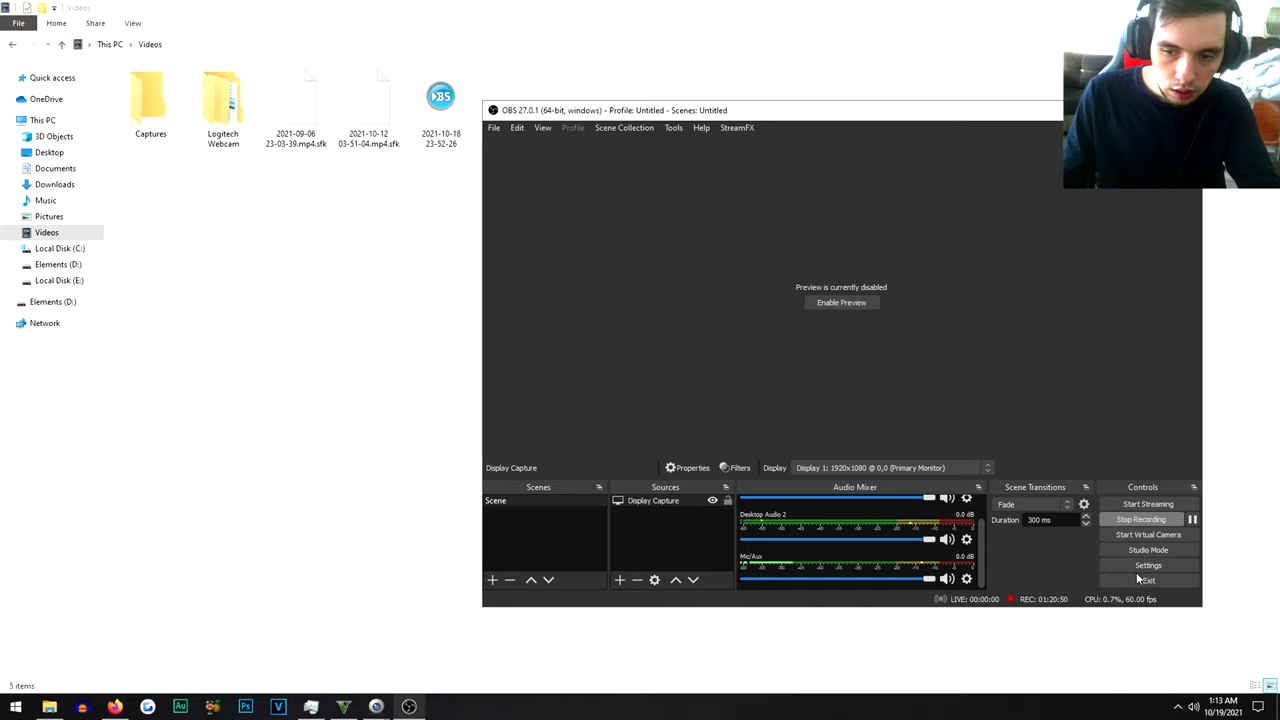 Videos
File
Home
Share
View
This PC
Videos
Quick access
OneDrive
This PC
3D Objects
Desktop
Documents
Downloads
Music
Pictures
Videos
Local Disk (C:)
Elements (D:)
Local Disk (E:)
Elements (D:)
Network
Captures
Logitech
Webcam
2021-09-06
23-03-39.mp4.sfk
2021-10-12
03-51-04.mp4.sfk
2021-10-18
23-52-26
OBS 27.0.1 (64-bit, windows) - Profile: Untitled - Scenes: Untitled
File
Edit
View
Profile
Scene Collection
Tools
Help
StreamFX
Preview is currently disabled
Enable Preview
Display Capture
Properties
Filters
Display
Display 1: 1920x1080 @ 0,0 (Primary Monitor)
Scenes
Scene
Sources
Display Capture
Audio Mixer
Desktop Audio 2
0.0 dB
Mic/Aux
0.0 dB
Scene Transitions
Fade
Duration
300 ms
Controls
Start Streaming
Stop Recording
Start Virtual Camera
Studio Mode
Settings
Exit
LIVE: 00:00:00
REC: 01:20:50
CPU: 0.7%, 60.00 fps
5 items
Au
Ps
V
1:13 AM
10/19/2021